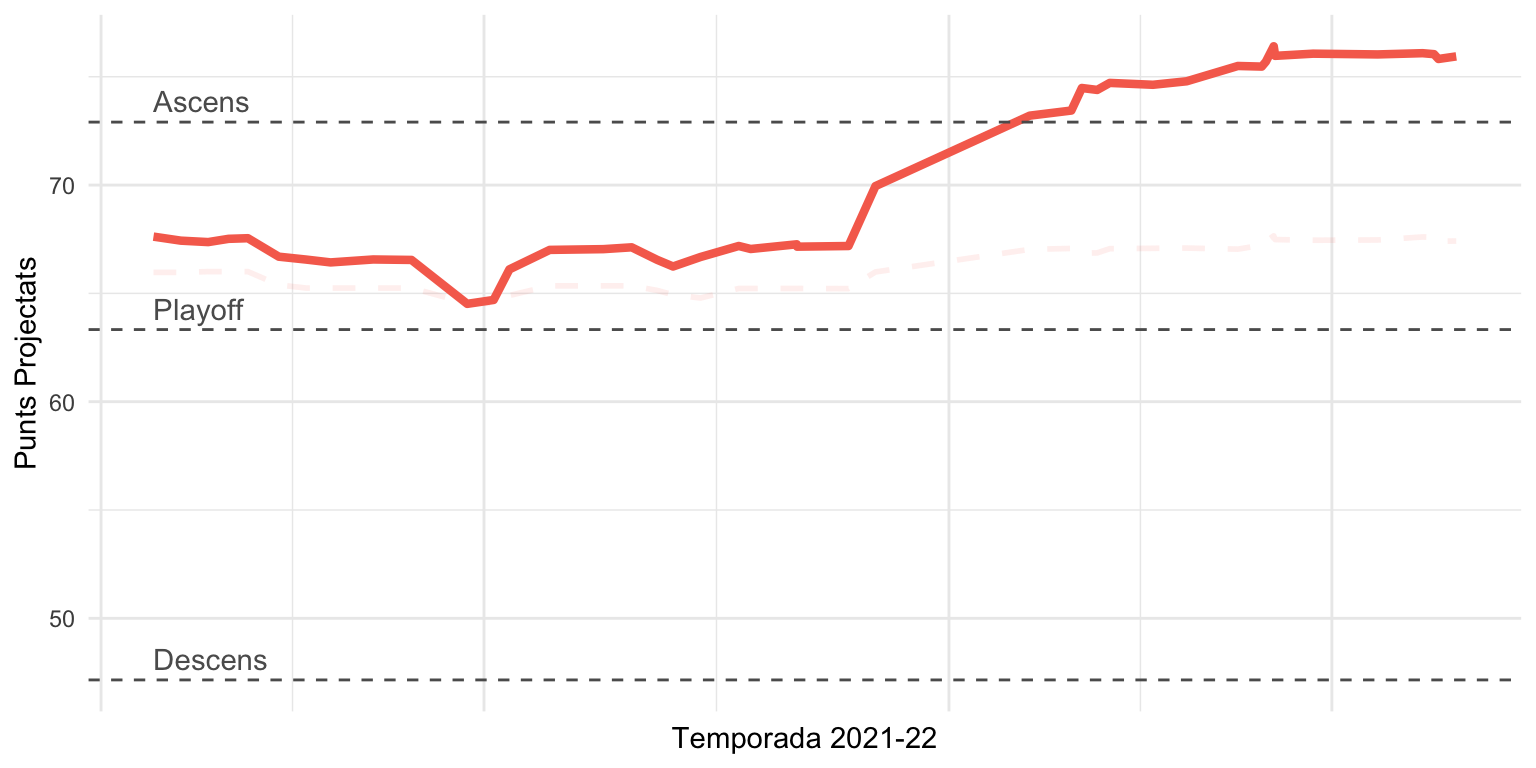 Ascens
70
Playoff
Punts Projectats
60
50
Descens
Temporada 2021-22